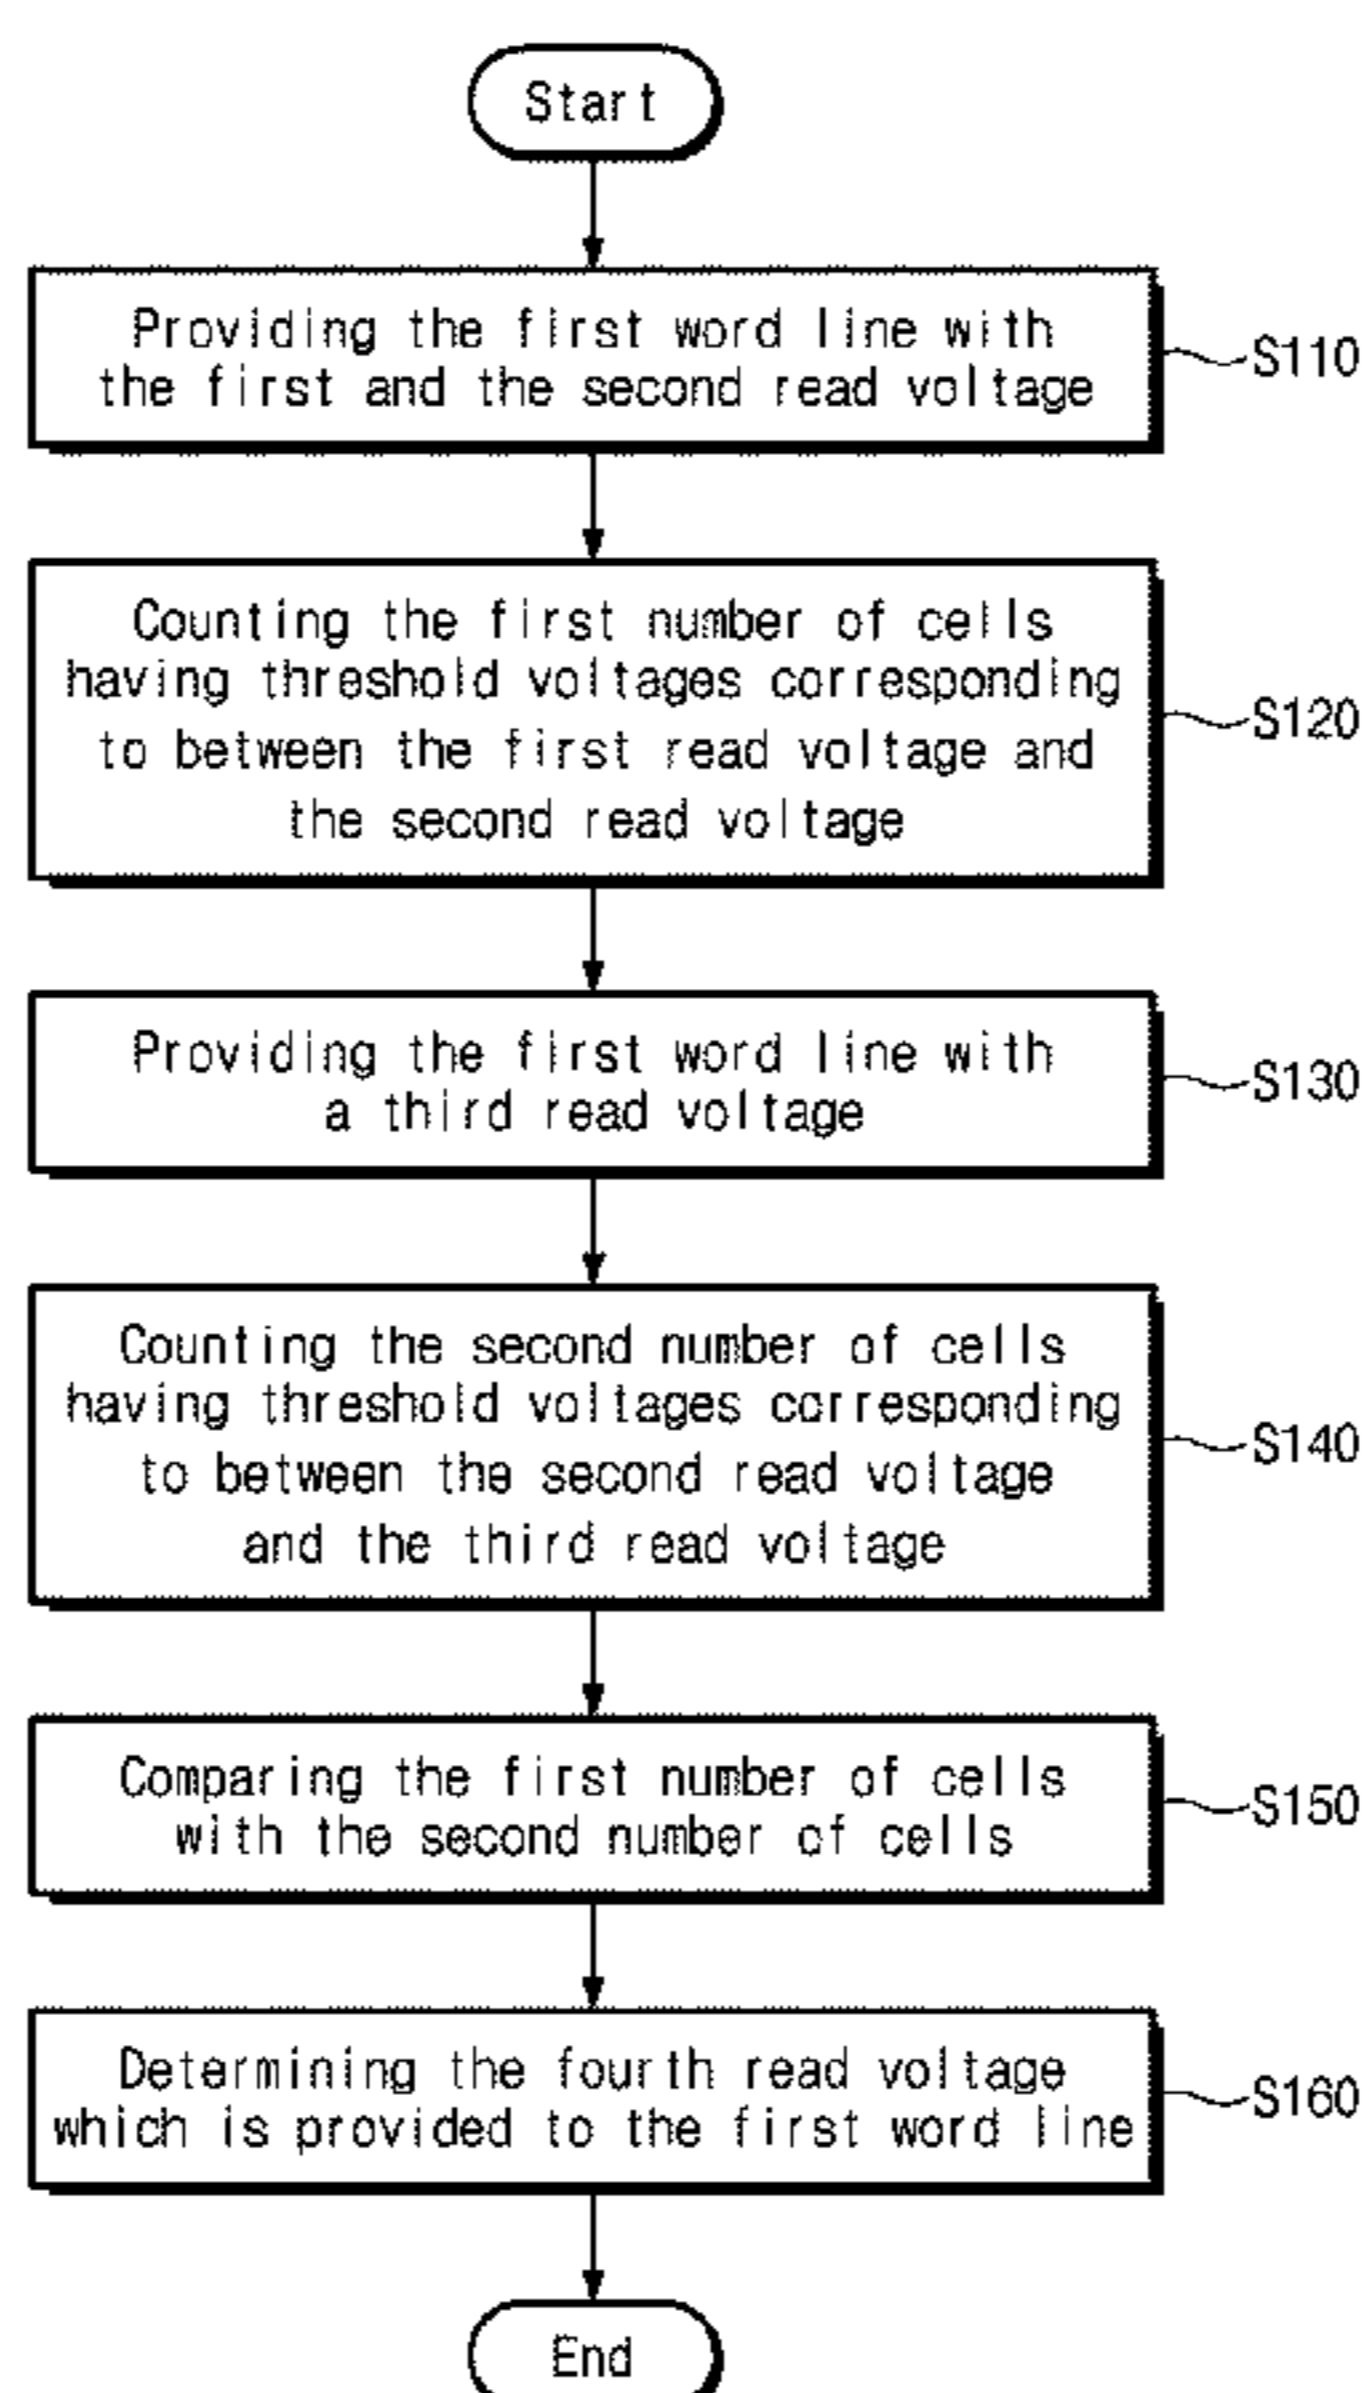 Start
Providing the first word line with
the first and the second read voltage
S110
Counting the first number of cells
having threshold voltages corresponding
to between the first read voltage and
the second read voltage
S120
Providing the first word line with
a third read voltage
S130
Counting the second number of cells
having threshold voltages corresponding
to between the second read voltage
and the third read voltage
S140
Comparing the first number of cells
with the second number of cells
S150
Determining the fourth read voltage
which is provided to the first word line
S160
End